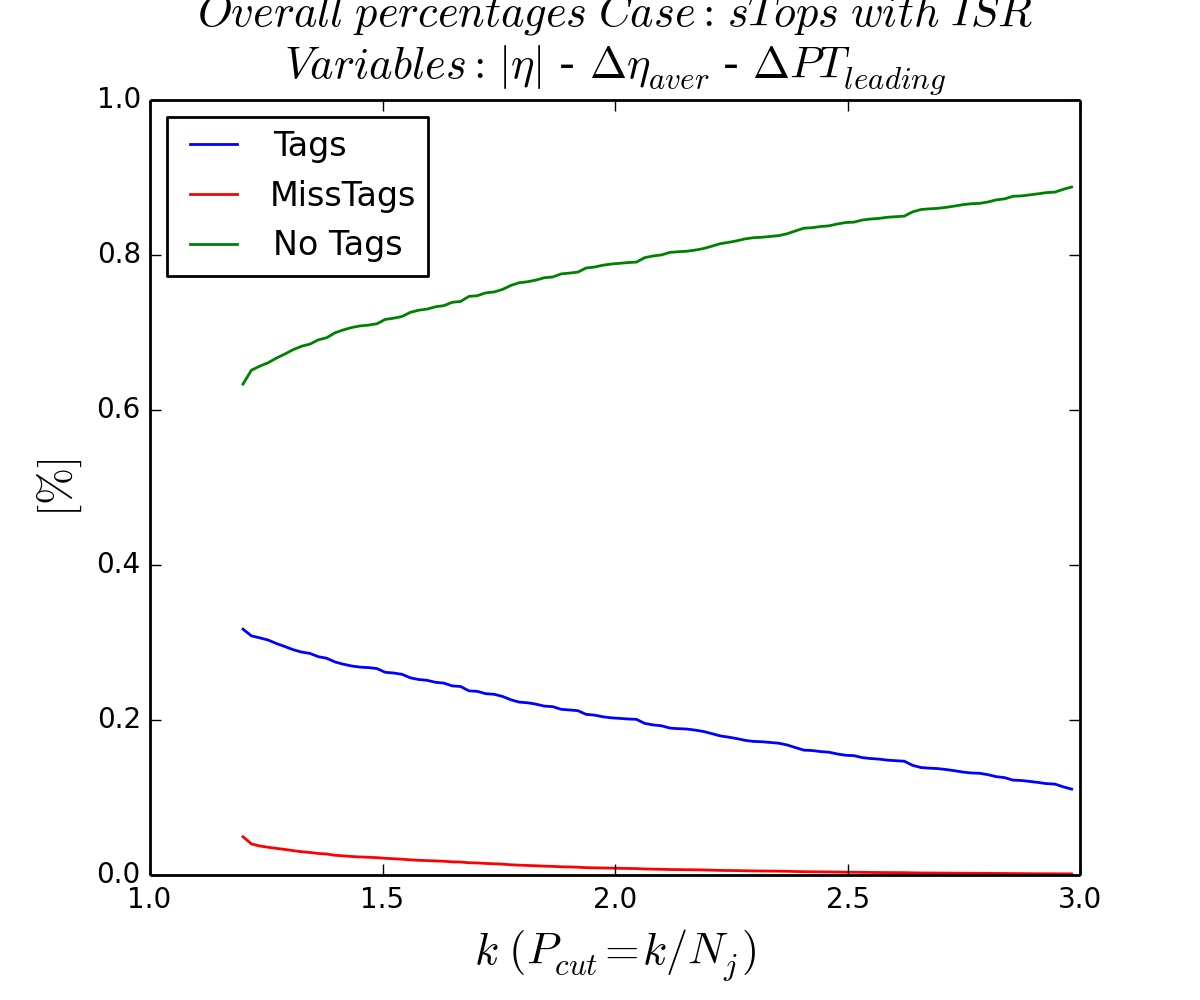 Overall percentages Case: sTops with ISR
Variables: |η| - Δη_aver - ΔPT_leading
1.0
Tags
MissTags
No Tags
0.8
0.6
[%]
0.4
0.2
0.0
1.0 1.5 2.0 2.5 3.0
k (P_cut = k/N_j)